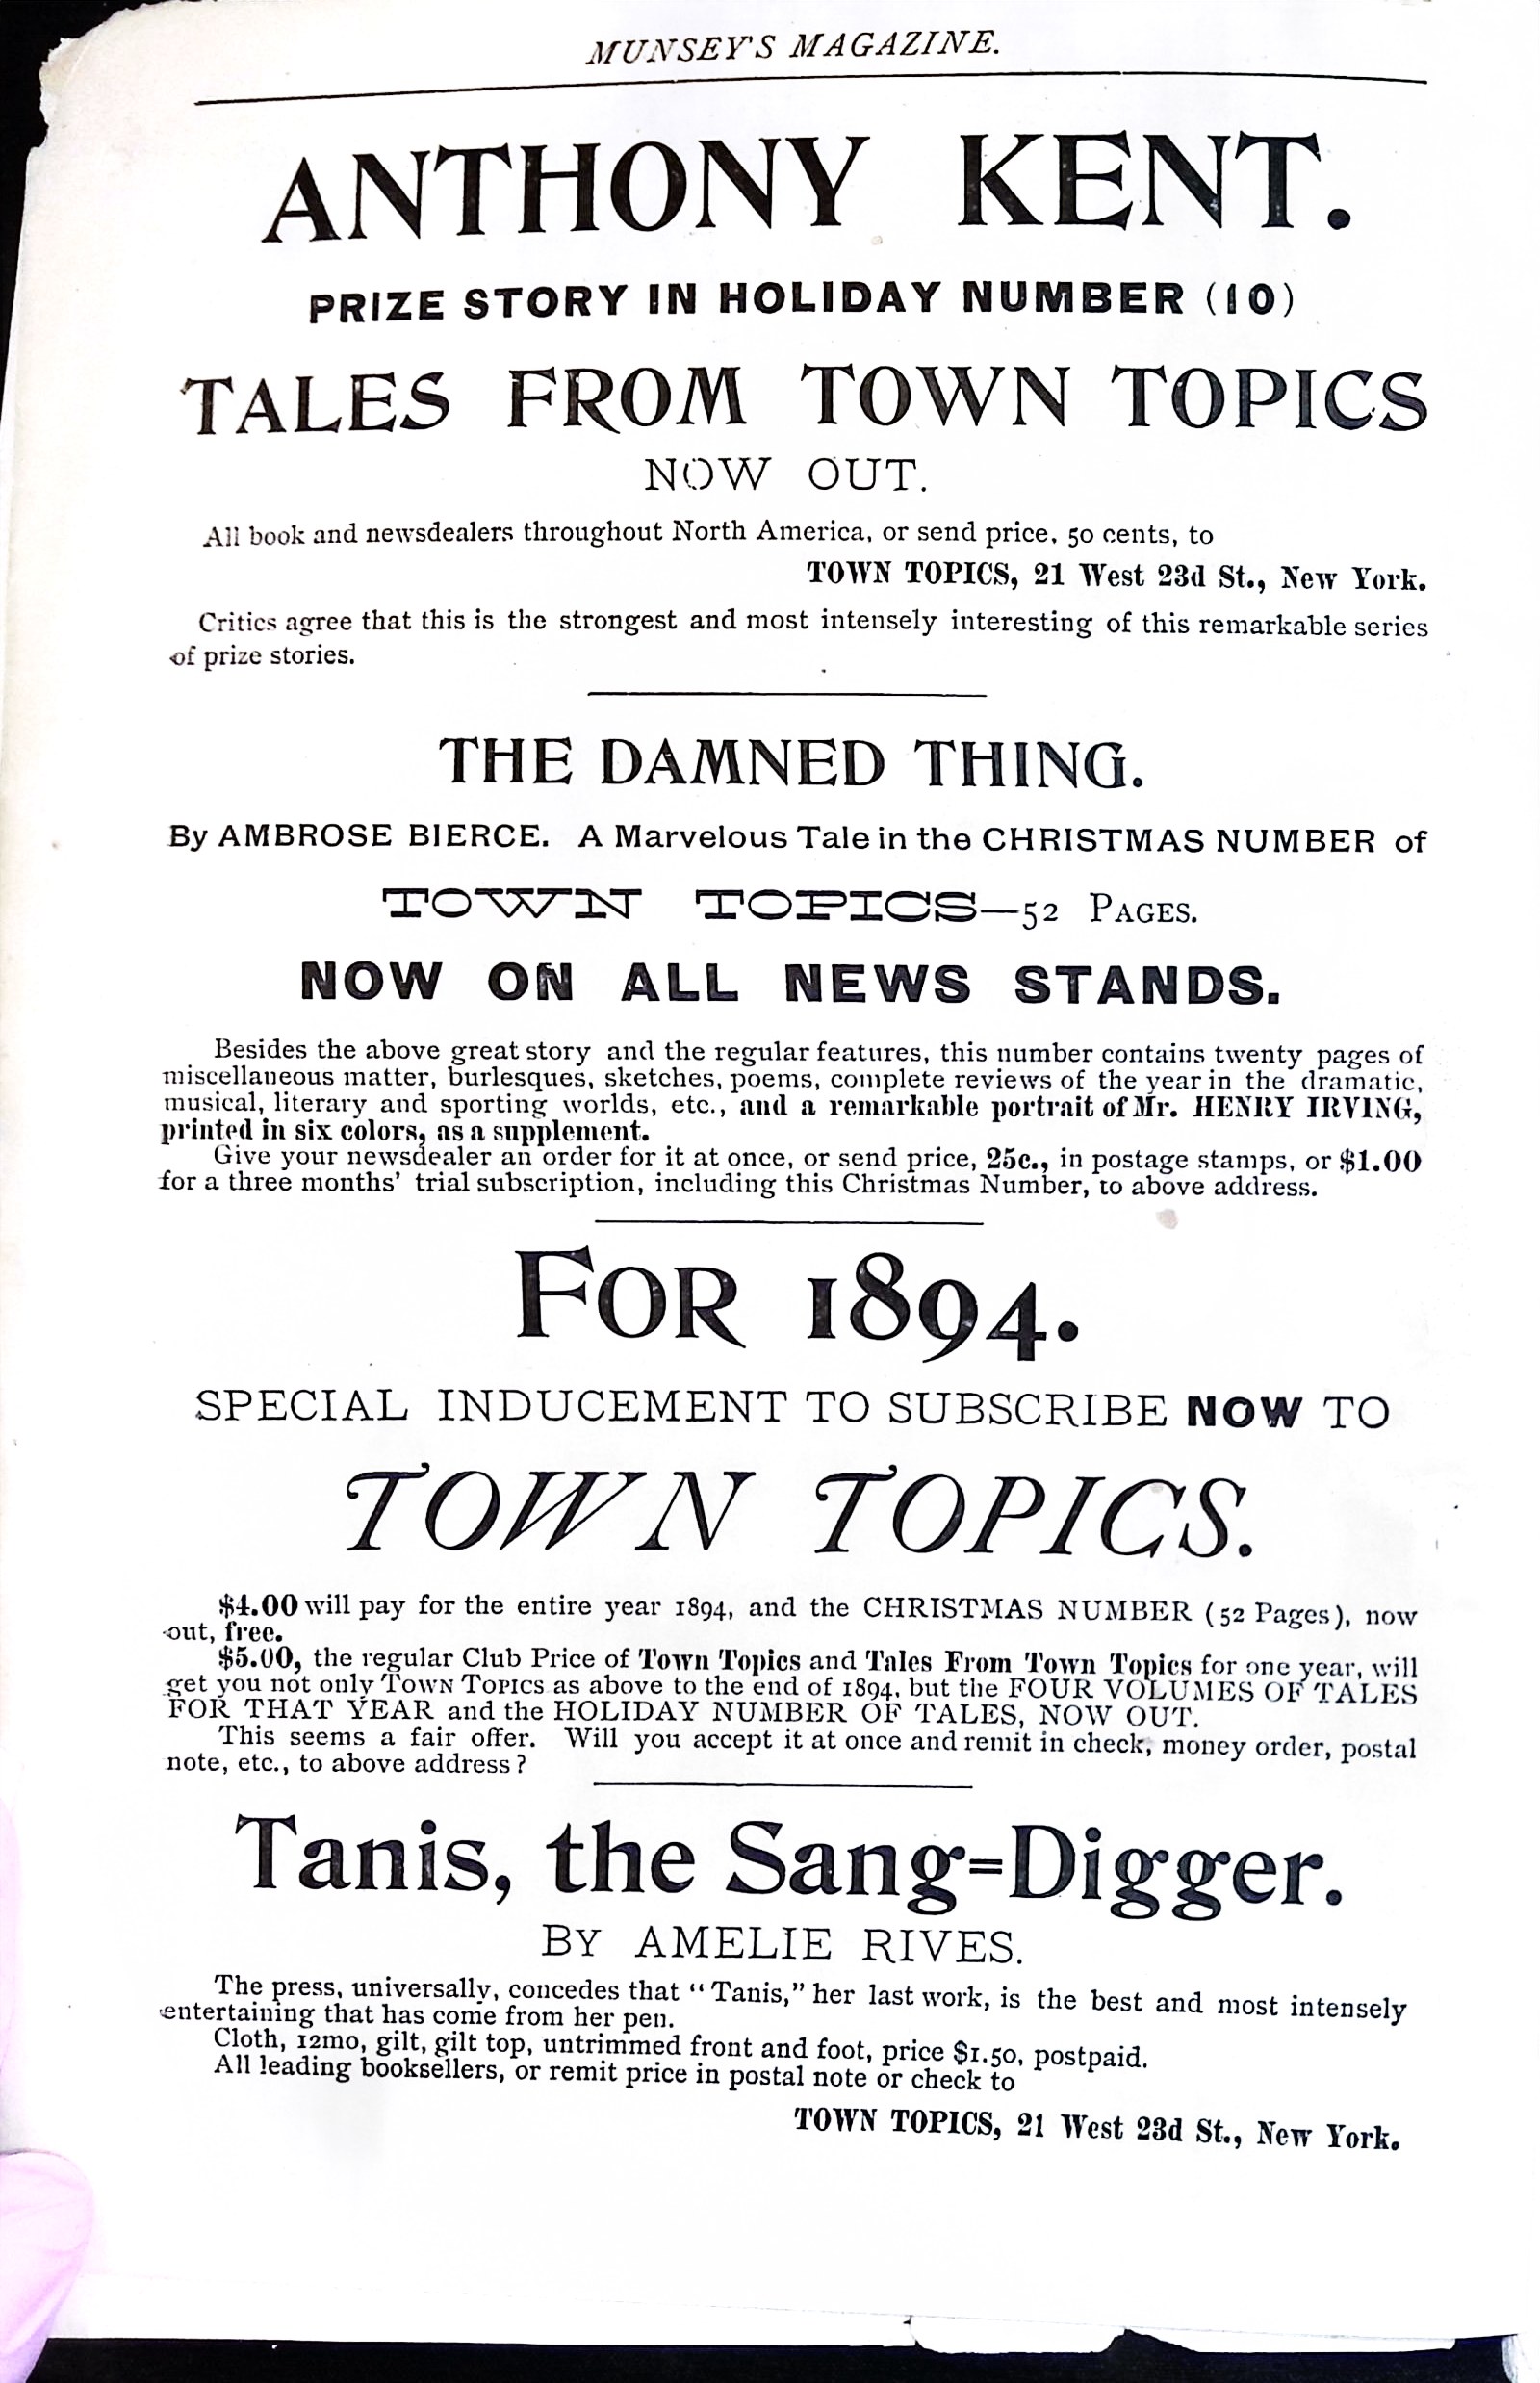 MUNSEY'S MAGAZINE.
ANTHONY KENT.
PRIZE STORY IN HOLIDAY NUMBER (10)
TALES FROM TOWN TOPICS
NOW OUT.
All book and newsdealers throughout North America, or send price, 50 cents, to
TOWN TOPICS, 21 West 23d St., New York.
Critics agree that this is the strongest and most intensely interesting of this remarkable series
of prize stories.
THE DAMNED THING.
By AMBROSE BIERCE. A Marvelous Tale in the CHRISTMAS NUMBER of
TOWN TOPICS—52 PAGES.
NOW ON ALL NEWS STANDS.
Besides the above great story and the regular features, this number contains twenty pages of
miscellaneous matter, burlesques, sketches, poems, complete reviews of the year in the dramatic,
musical, literary and sporting worlds, etc., and a remarkable portrait of Mr. HENRY IRVING,
printed in six colors, as a supplement.
Give your newsdealer an order for it at once, or send price, 25c., in postage stamps, or $1.00
for a three months' trial subscription, including this Christmas Number, to above address.
FOR 1894.
SPECIAL INDUCEMENT TO SUBSCRIBE NOW TO
TOWN TOPICS.
$4.00 will pay for the entire year 1894, and the CHRISTMAS NUMBER (52 Pages), now
out, free.
$5.00, the regular Club Price of Town Topics and Tales From Town Topics for one year, will
get you not only TOWN TOPICS as above to the end of 1894, but the FOUR VOLUMES OF TALES
FOR THAT YEAR and the HOLIDAY NUMBER OF TALES, NOW OUT.
This seems a fair offer. Will you accept it at once and remit in check, money order, postal
note, etc., to above address?
Tanis, the Sang=Digger.
BY AMELIE RIVES.
The press, universally, concedes that "Tanis," her last work, is the best and most intensely
entertaining that has come from her pen.
Cloth, 12mo, gilt, gilt top, untrimmed front and foot, price $1.50, postpaid.
All leading booksellers, or remit price in postal note or check to
TOWN TOPICS, 21 West 23d St., New York.